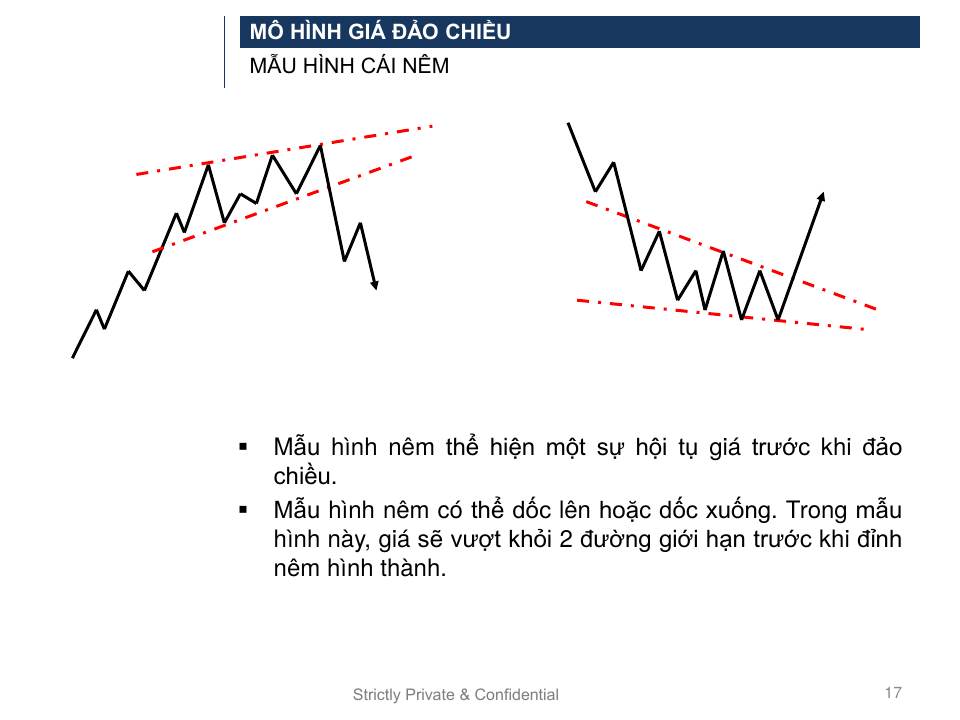 MÔ HÌNH GIÁ ĐẢO CHIỀU
MẪU HÌNH CÁI NÊM
▪ Mẫu hình nêm thể hiện một sự hội tụ giá trước khi đảo
chiều.
▪ Mẫu hình nêm có thể dốc lên hoặc dốc xuống. Trong mẫu
hình này, giá sẽ vượt khỏi 2 đường giới hạn trước khi đỉnh
nêm hình thành.
Strictly Private & Confidential
17